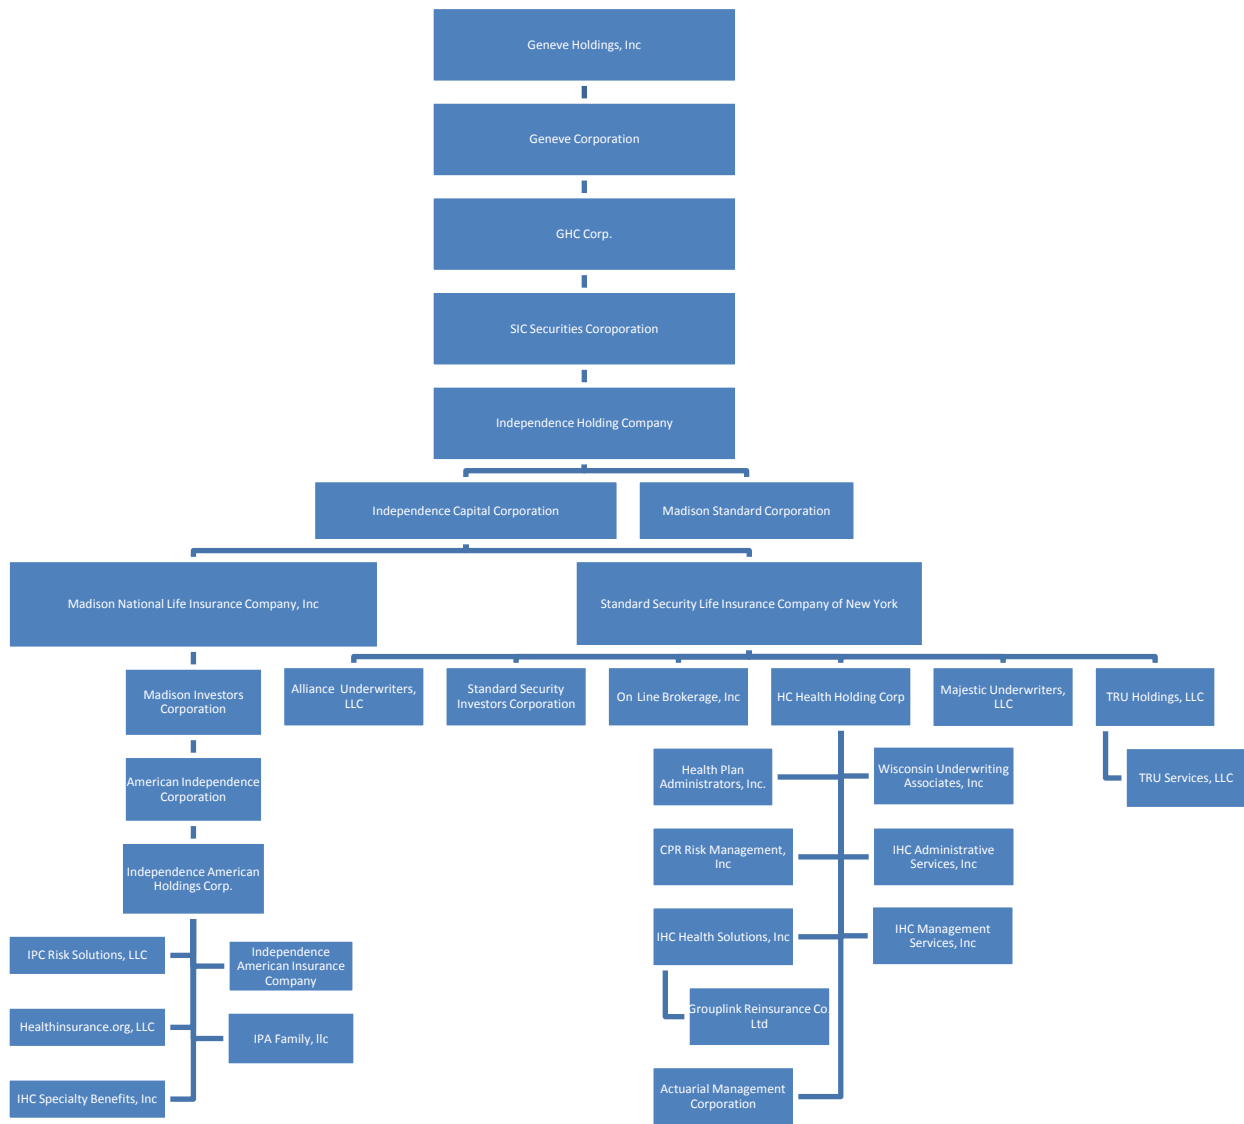 Geneve Holdings, Inc
Geneve Corporation
GHC Corp.
SIC Securities Coroporation
Independence Holding Company
Independence Capital Corporation
Madison Standard Corporation
Madison National Life Insurance Company, Inc
Standard Security Life Insurance Company of New York
Madison Investors
Corporation
Alliance Underwriters,
LLC
Standard Security
Investors Corporation
On Line Brokerage, Inc
HC Health Holding Corp
Majestic Underwriters,
LLC
TRU Holdings, LLC
American Independence
Corporation
Health Plan
Administrators, Inc.
Wisconsin Underwriting
Associates, Inc
TRU Services, LLC
Independence American
Holdings Corp.
CPR Risk Management,
Inc
IHC Administrative
Services, Inc
IPC Risk Solutions, LLC
Independence
American Insurance
Company
IHC Health Solutions, Inc
IHC Management
Services, Inc
Healthinsurance.org, LLC
IPA Family, llc
Grouplink Reinsurance Co.
Ltd
IHC Specialty Benefits, Inc
Actuarial Management
Corporation